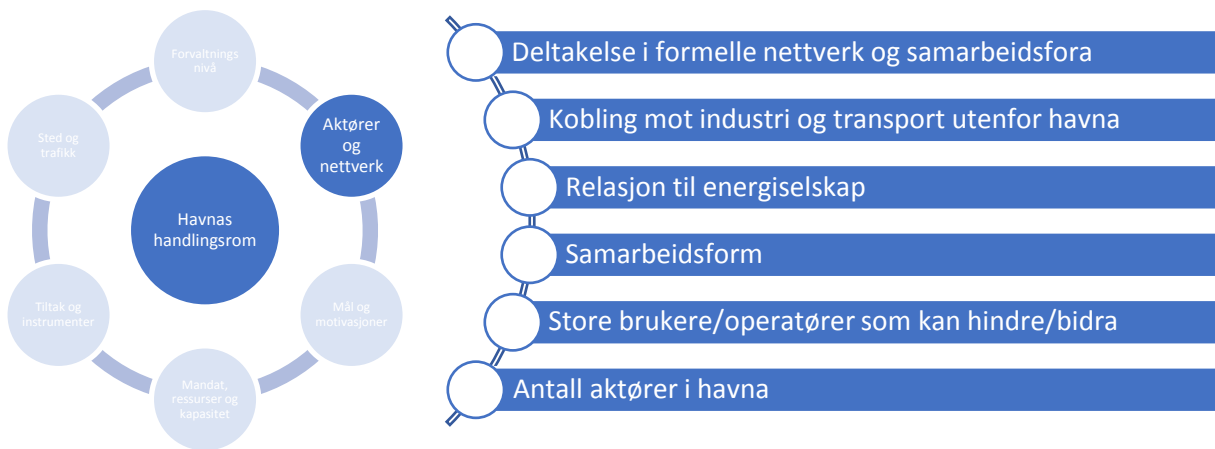 Forvaltnings
nivå
Aktører
og
nettverk
Mål og
motivasjoner
Mandat,
ressurser og
kapasitet
Tiltak og
instrumenter
Sted og
trafikk
Havnas
handlingsrom
Deltakelse i formelle nettverk og samarbeidsfora
Kobling mot industri og transport utenfor havna
Relasjon til energiselskap
Samarbeidsform
Store brukere/operatører som kan hindre/bidra
Antall aktører i havna